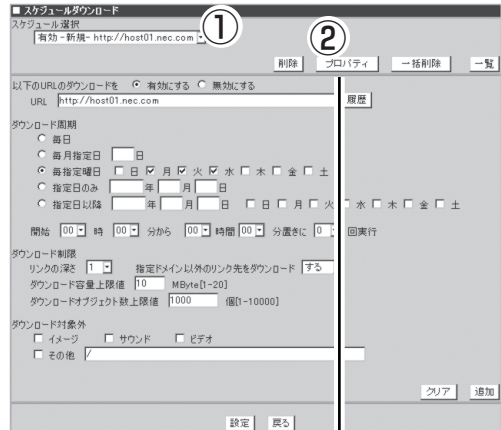 ■ スケジュールダウンロード
スケジュール選択
有効 -新規- http://host01.nec.com
①
②
削除 プロパティ 一括削除 一覧
以下のURLのダウンロードを 有効にする 無効にする
URL http://host01.nec.com 履歴
ダウンロード周期
毎日
毎月指定日 日
毎指定曜日 日 月 火 水 木 金 土
指定日のみ 年 月 日
指定日以降 年 月 日 日 月 火 水 木 金 土
開始 00 時 00 分から 00 時間 00 分置きに 0 回実行
ダウンロード制限
リンクの深さ 1 指定ドメイン以外のリンク先をダウンロード する
ダウンロード容量上限値 10 MByte[1-20]
ダウンロードオブジェクト数上限値 1000 個[1-10000]
ダウンロード対象外
イメージ サウンド ビデオ
その他 /
クリア 追加
設定 戻る